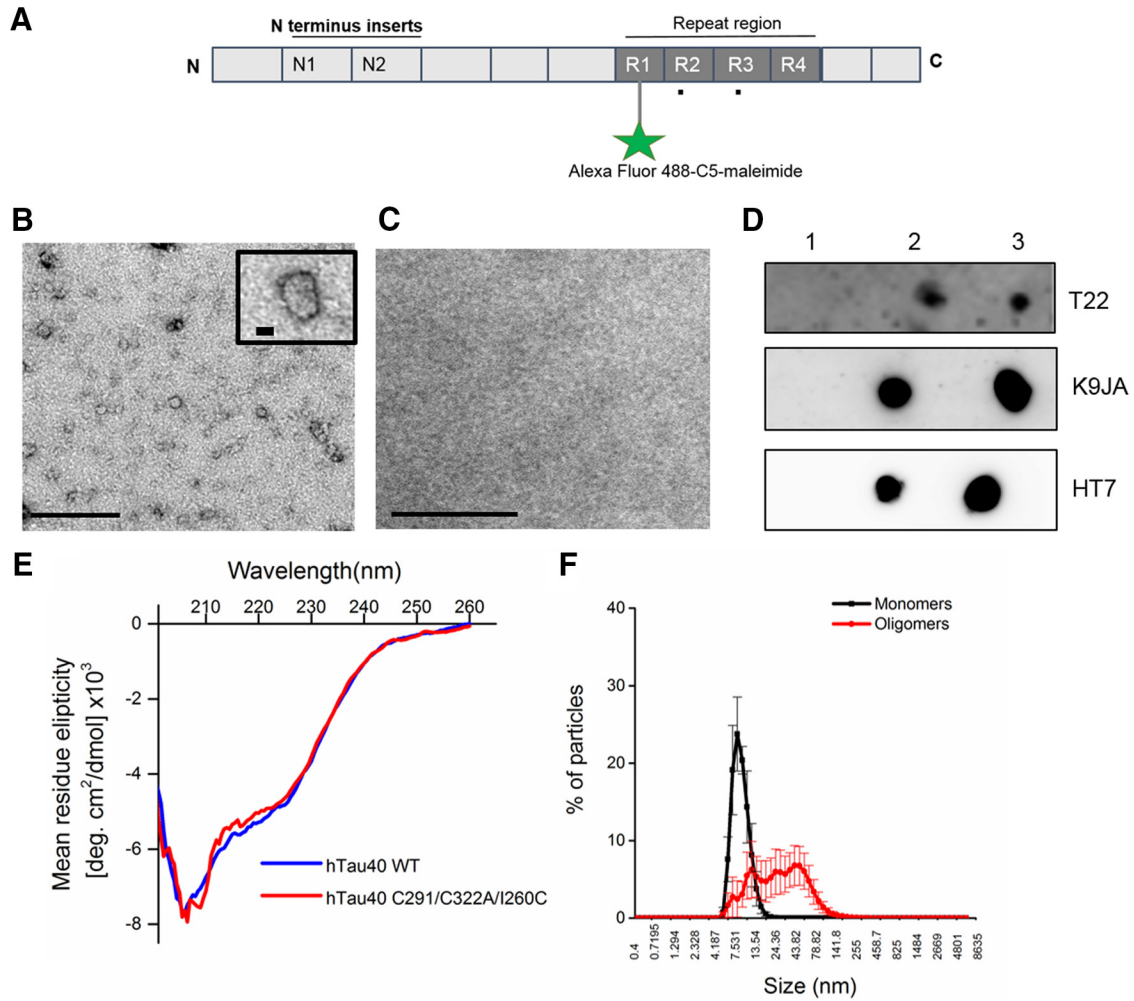 A
N terminus inserts
Repeat region
N
N1
N2
R1
R2
R3
R4
C
Alexa Fluor 488-C5-maleimide
B
C
D
1 2 3
T22
K9JA
HT7
E
Wavelength(nm)
210 220 230 240 250 260
0
-2
-4
-6
-8
Mean residue elipticity
[deg. cm²/dmol] x10³
hTau40 WT
hTau40 C291/C322A/I260C
F
40
30
20
10
0
% of particles
Monomers
Oligomers
0.4
0.7195
1.294
2.328
4.187
7.531
13.54
24.36
43.82
78.82
141.8
255
458.7
825
1484
2669
4801
8635
Size (nm)